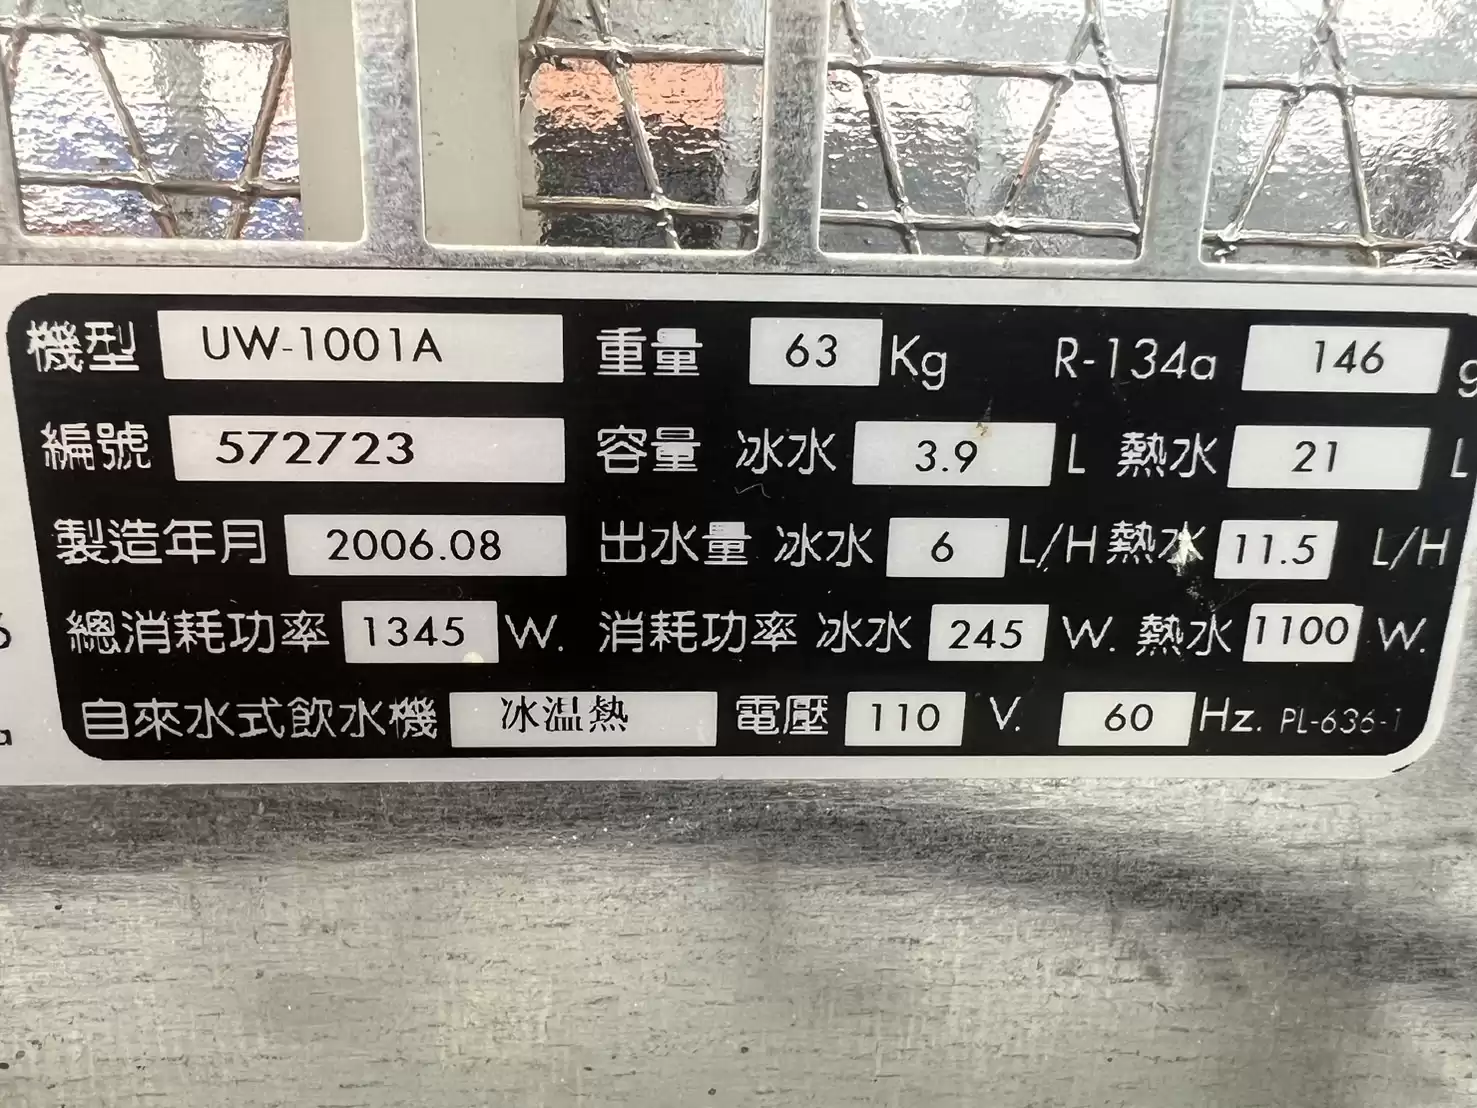 機型 UW-1001A 重量 63 Kg R-134a 146 g
編號 572723 容量 冰水 3.9 L 熱水 21 L
製造年月 2006.08 出水量 冰水 6 L/H 熱水 11.5 L/H
總消耗功率 1345 W. 消耗功率 冰水 245 W. 熱水 1100 W.
自來水式飲水機 冰温熱 電壓 110 V. 60 Hz. PL-636-1